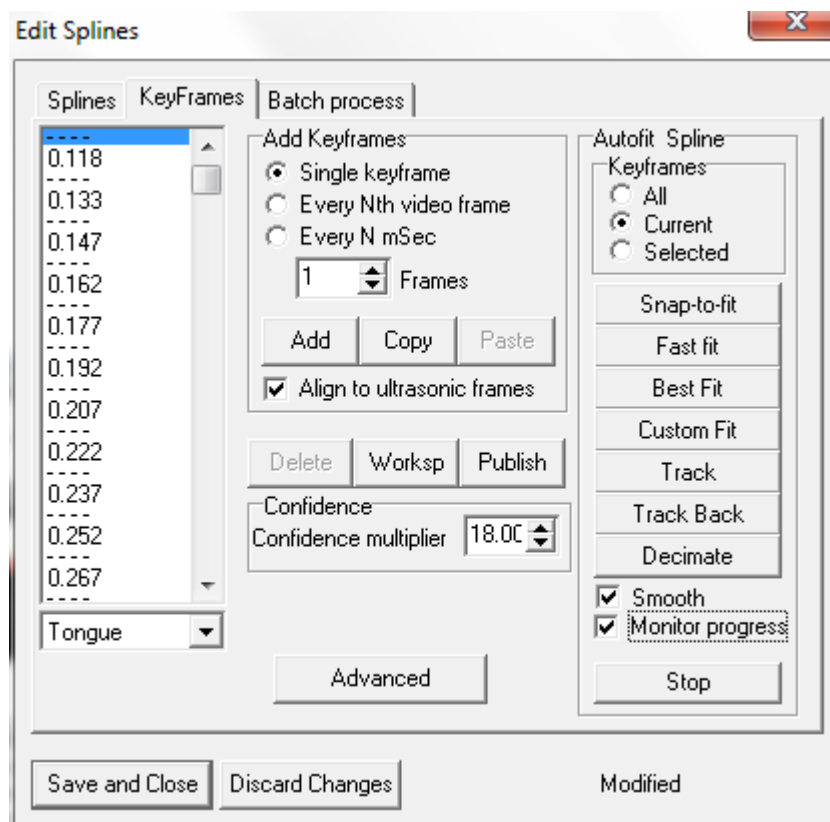 Edit Splines
X
Splines KeyFrames Batch process
----
0.118
----
0.133
----
0.147
----
0.162
----
0.177
----
0.192
----
0.207
----
0.222
----
0.237
----
0.252
----
0.267
----
Tongue
Add Keyframes
Single keyframe
Every Nth video frame
Every N mSec
1 Frames
Add Copy Paste
Align to ultrasonic frames
Delete Worksp Publish
Confidence
Confidence multiplier 18.00
Advanced
Autofit Spline
Keyframes
All
Current
Selected
Snap-to-fit
Fast fit
Best Fit
Custom Fit
Track
Track Back
Decimate
Smooth
Monitor progress
Stop
Save and Close Discard Changes Modified